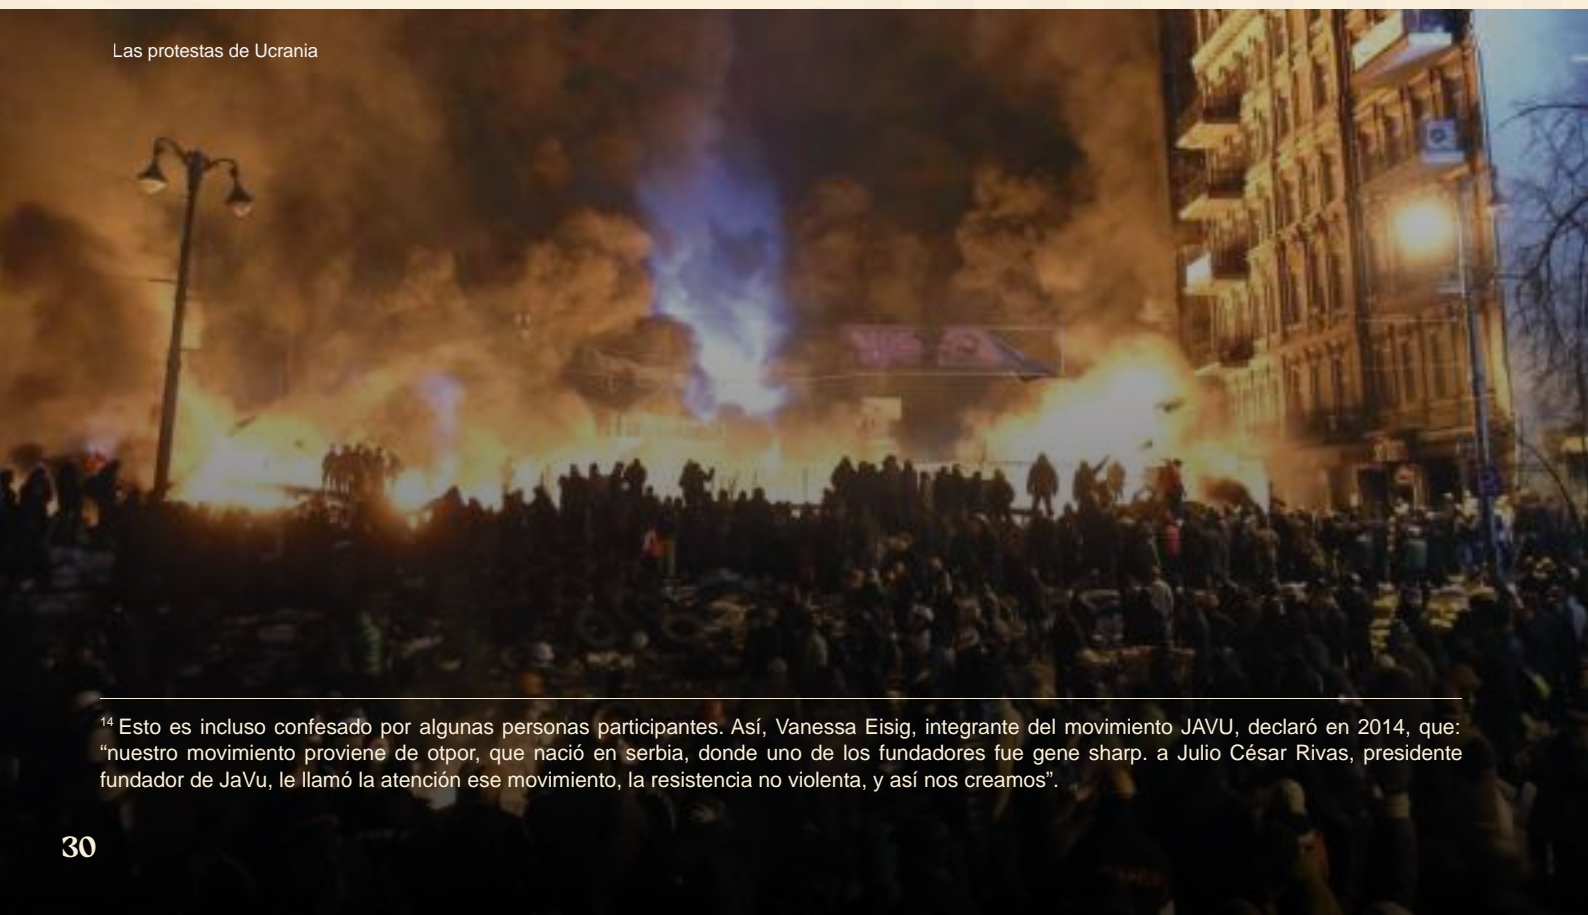 Las protestas de Ucrania
14 Esto es incluso confesado por algunas personas participantes. Así, Vanessa Eisig, integrante del movimiento JAVU, declaró en 2014, que:
“nuestro movimiento proviene de otpor, que nació en serbia, donde uno de los fundadores fue gene sharp. a Julio César Rivas, presidente
fundador de JaVu, le llamó la atención ese movimiento, la resistencia no violenta, y así nos creamos”.
30